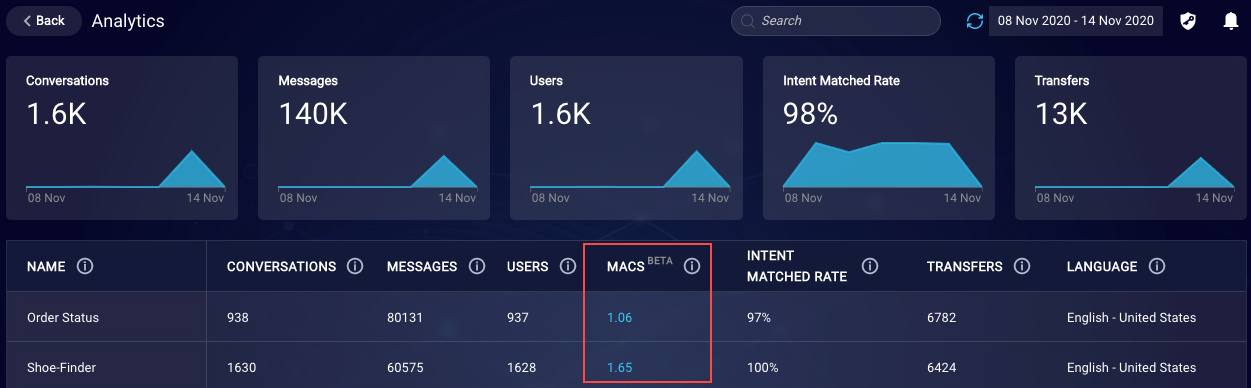 Back Analytics Search 08 Nov 2020 - 14 Nov 2020
Conversations Messages Users Intent Matched Rate Transfers
1.6K 140K 1.6K 98% 13K
08 Nov 14 Nov 08 Nov 14 Nov 08 Nov 14 Nov 08 Nov 14 Nov 08 Nov 14 Nov
NAME CONVERSATIONS MESSAGES USERS MACS BETA INTENT MATCHED RATE TRANSFERS LANGUAGE
Order Status 938 80131 937 1.06 97% 6782 English - United States
Shoe-Finder 1630 60575 1628 1.65 100% 6424 English - United States